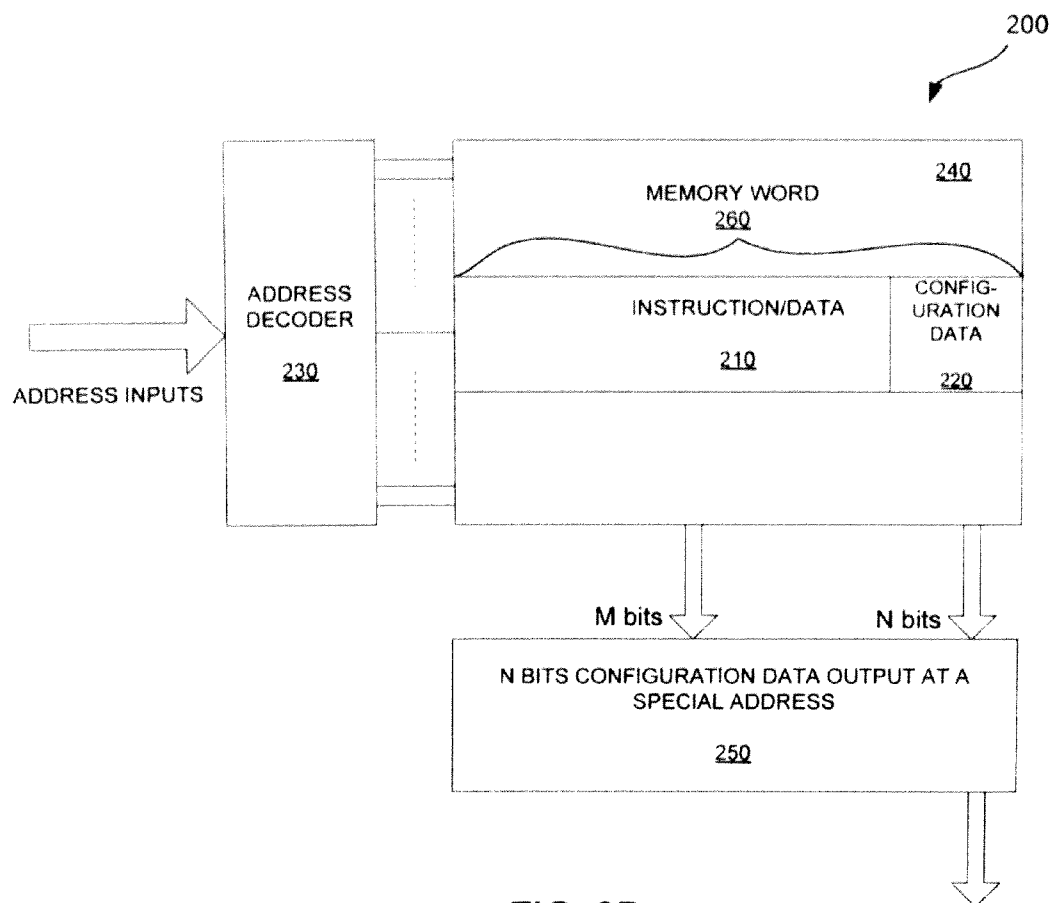 200
240
MEMORY WORD
260
ADDRESS
DECODER
230
ADDRESS INPUTS
INSTRUCTION/DATA
210
CONFIG-
URATION
DATA
220
M bits
N bits
N BITS CONFIGURATION DATA OUTPUT AT A
SPECIAL ADDRESS
250